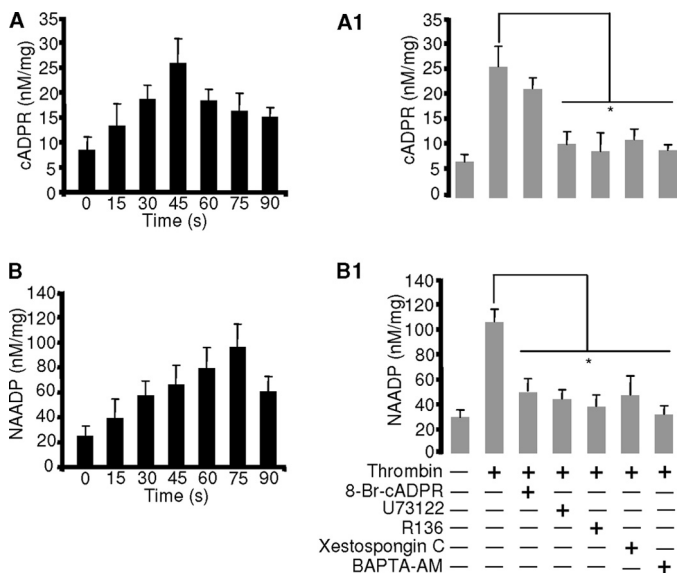 A
cADPR (nM/mg)
35
30
25
20
15
10
5
0
0 15 30 45 60 75 90
Time (s)
A1
cADPR (nM/mg)
35
30
25
20
15
10
5
0
*
B
NAADP (nM/mg)
140
120
100
80
60
40
20
0
0 15 30 45 60 75 90
Time (s)
B1
NAADP (nM/mg)
140
120
100
80
60
40
20
0
*
Thrombin — + + + + + +
8-Br-cADPR — — + — — — —
U73122 — — — + — — —
R136 — — — — + — —
Xestospongin C — — — — — + —
BAPTA-AM — — — — — — +